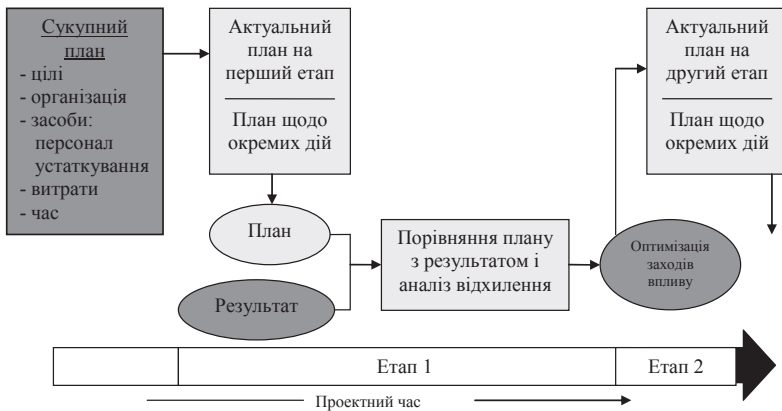 Сукупний
план
- цілі
- організація
- засоби:
персонал
устаткування
- витрати
- час
Актуальний
план на
перший етап
План щодо
окремих дій
Актуальний
план на
другий етап
План щодо
окремих дій
План
Результат
Порівняння плану
з результатом і
аналіз відхилення
Оптимізація
заходів
впливу
Етап 1
Етап 2
Проектний час